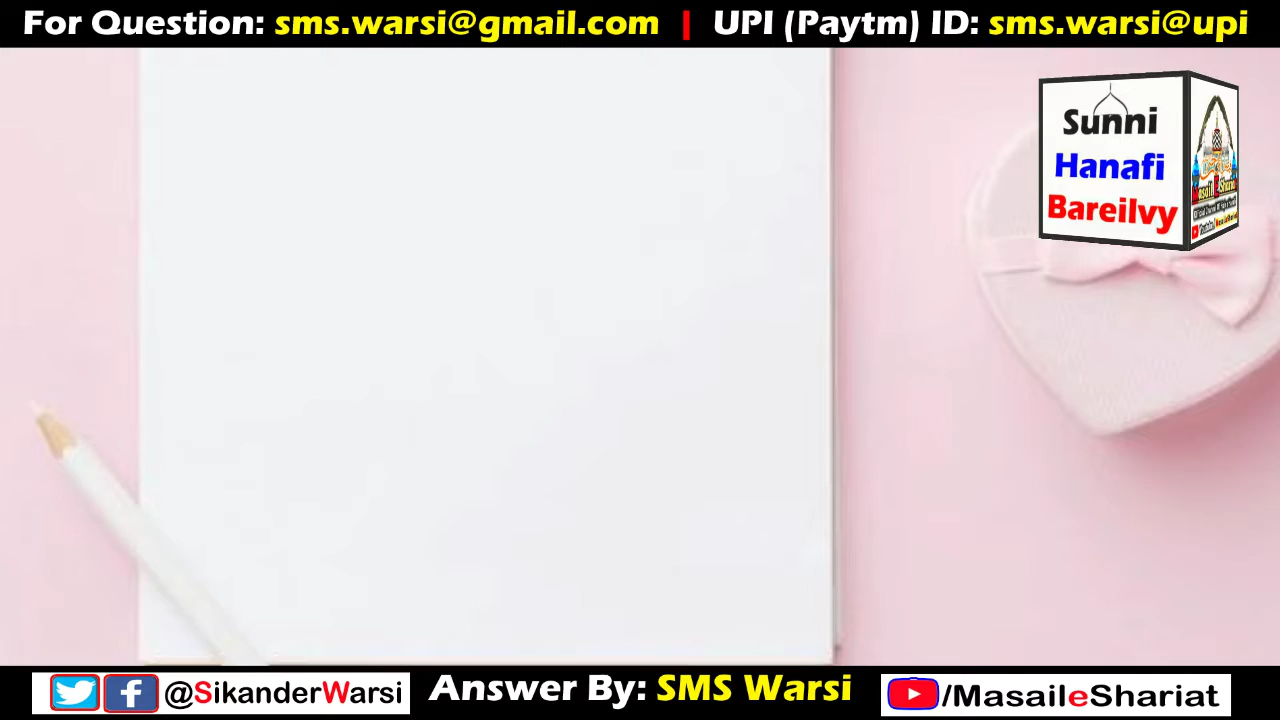 For Question: sms.warsi@gmail.com | UPI (Paytm) ID: sms.warsi@upi
Sunni
Hanafi
Bareilvy
@SikanderWarsi
Answer By: SMS Warsi
/MasaileShariat